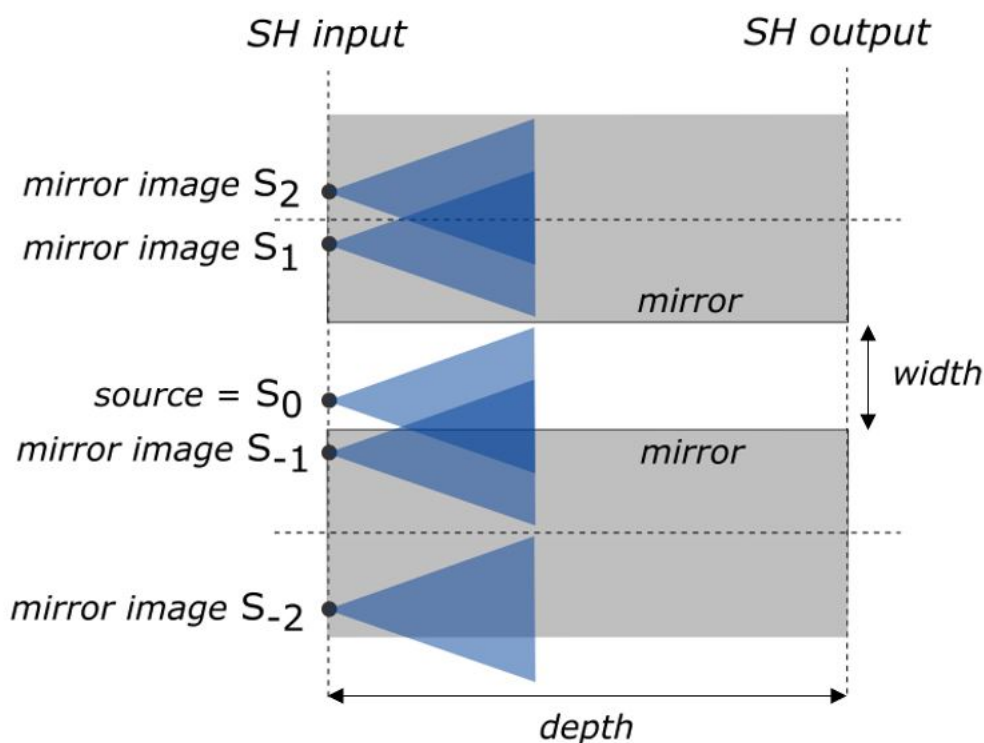 SH input
SH output
mirror image S2
mirror image S1
mirror
source = S0
width
mirror image S-1
mirror
mirror image S-2
depth